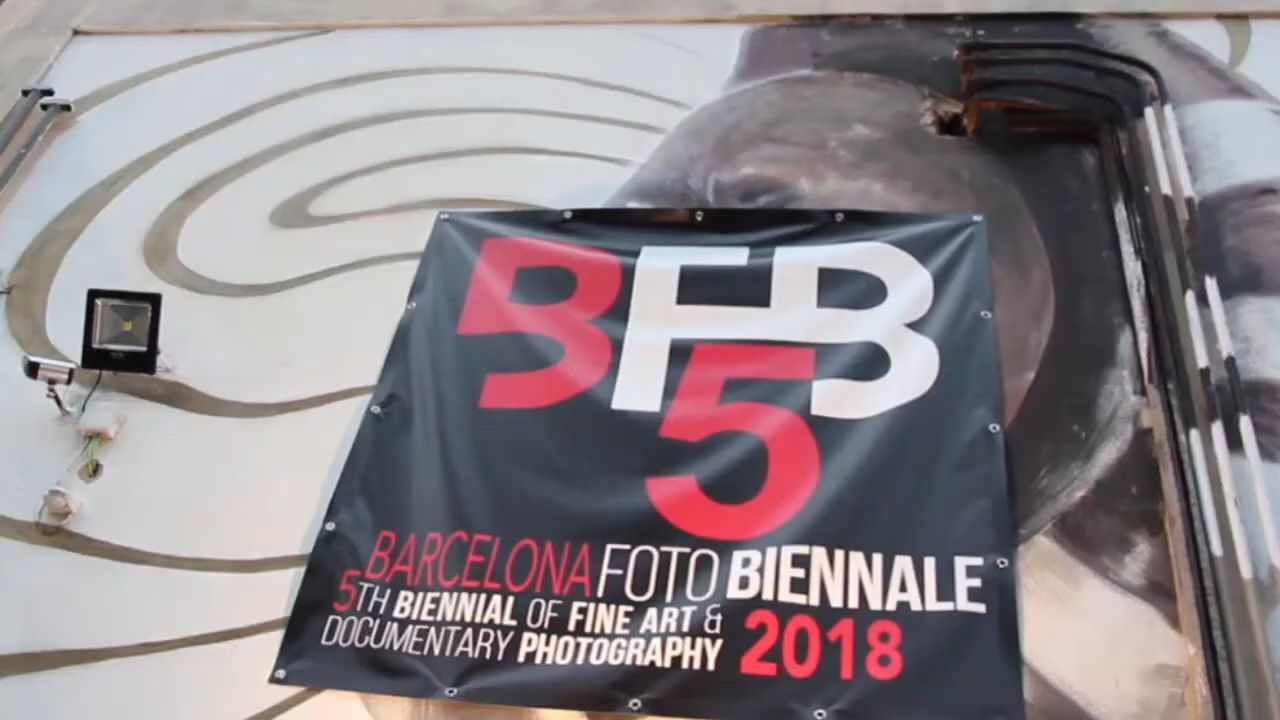 BFB
5
BARCELONA FOTO BIENNALE
5TH BIENNIAL OF FINE ART &
DOCUMENTARY PHOTOGRAPHY 2018